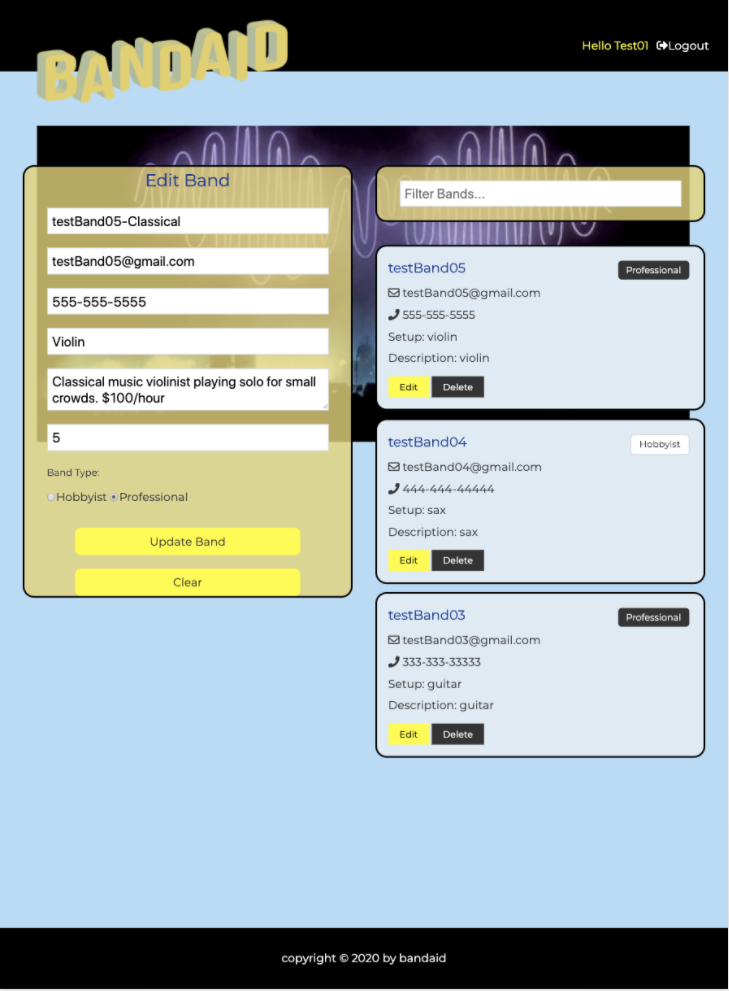 BANDAID
Hello Test01 Logout
Edit Band
testBand05-Classical
testBand05@gmail.com
555-555-5555
Violin
Classical music violinist playing solo for small
crowds. $100/hour
5
Band Type:
Hobbyist Professional
Update Band
Clear
Filter Bands...
testBand05
Professional
testBand05@gmail.com
555-555-5555
Setup: violin
Description: violin
Edit Delete
testBand04
Hobbyist
testBand04@gmail.com
444-444-44444
Setup: sax
Description: sax
Edit Delete
testBand03
Professional
testBand03@gmail.com
333-333-33333
Setup: guitar
Description: guitar
Edit Delete
copyright © 2020 by bandaid